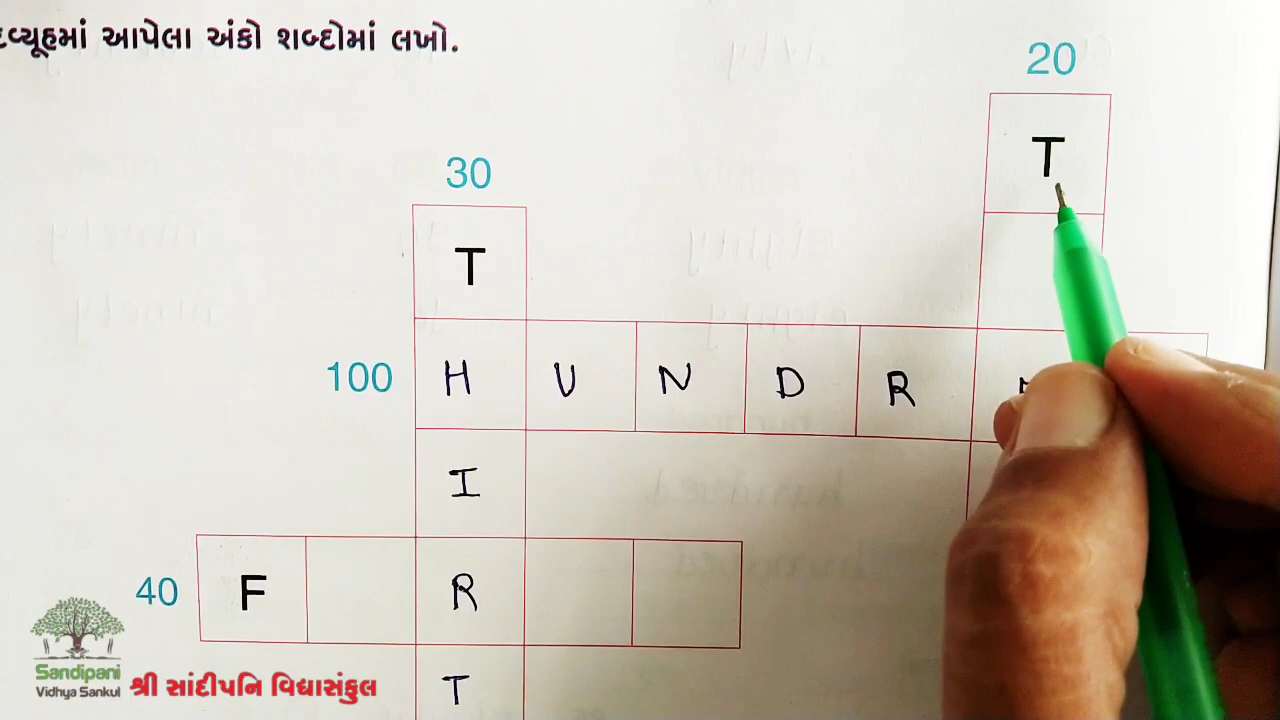 વ્યૂહમાં આપેલા અંકો શબ્દોમાં લખો.
20
T
30
T
100 H U N D R
I
40 F R
T
Sandipani
Vidhya Sankul
શ્રી સાંદીપનિ વિદ્યાસંકુલ